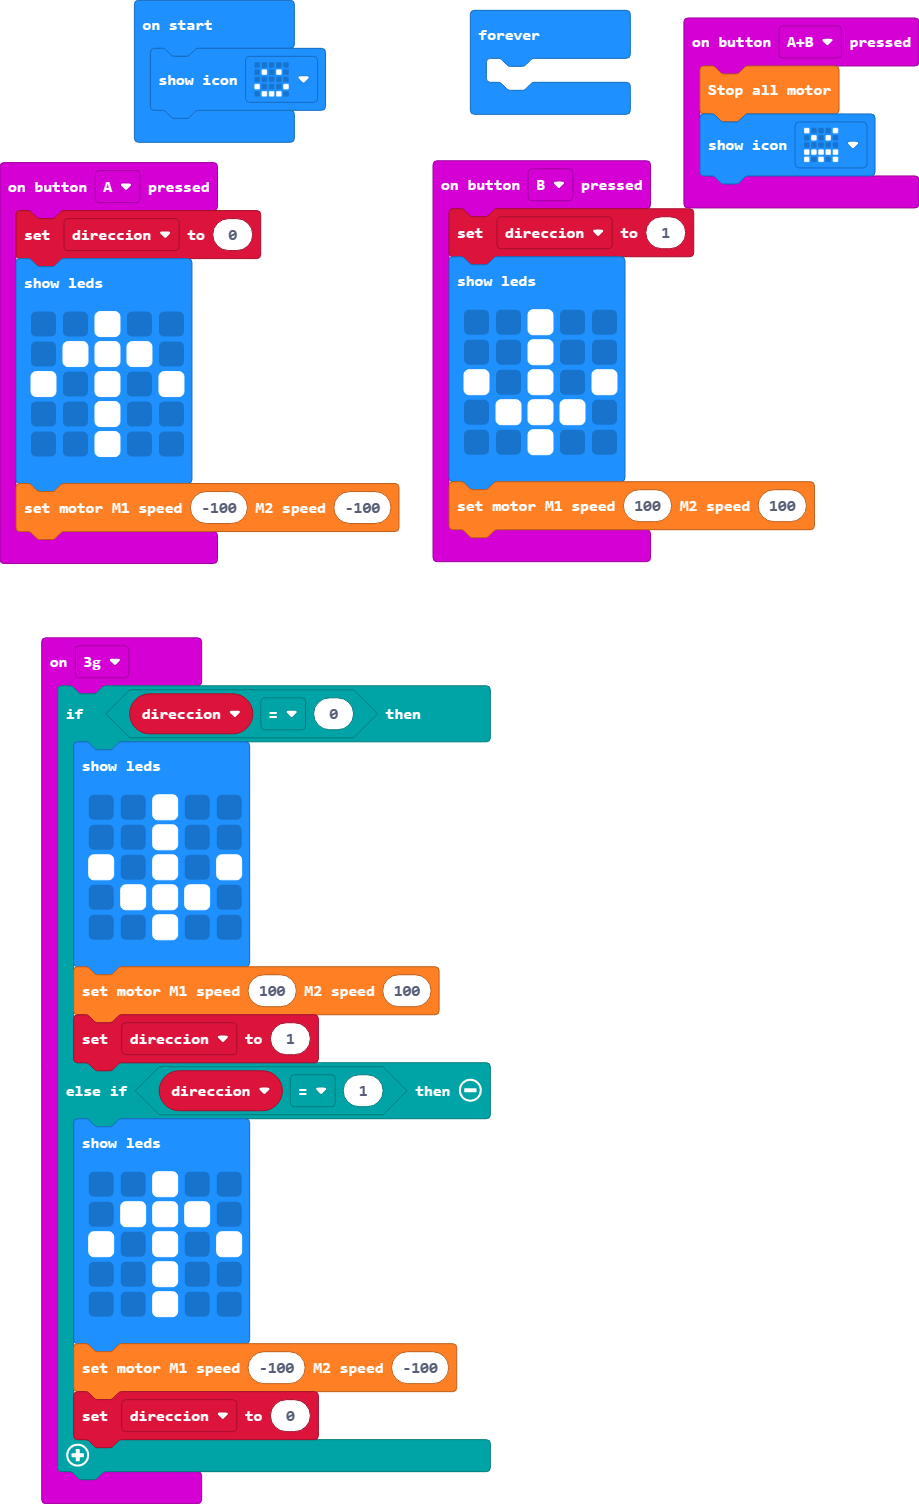 on start
show icon
forever
on button A+B pressed
Stop all motor
show icon
on button A pressed
set direccion to 0
show leds
set motor M1 speed -100 M2 speed -100
on button B pressed
set direccion to 1
show leds
set motor M1 speed 100 M2 speed 100
on 3g
if direccion = 0 then
show leds
set motor M1 speed 100 M2 speed 100
set direccion to 1
else if direccion = 1 then
show leds
set motor M1 speed -100 M2 speed -100
set direccion to 0